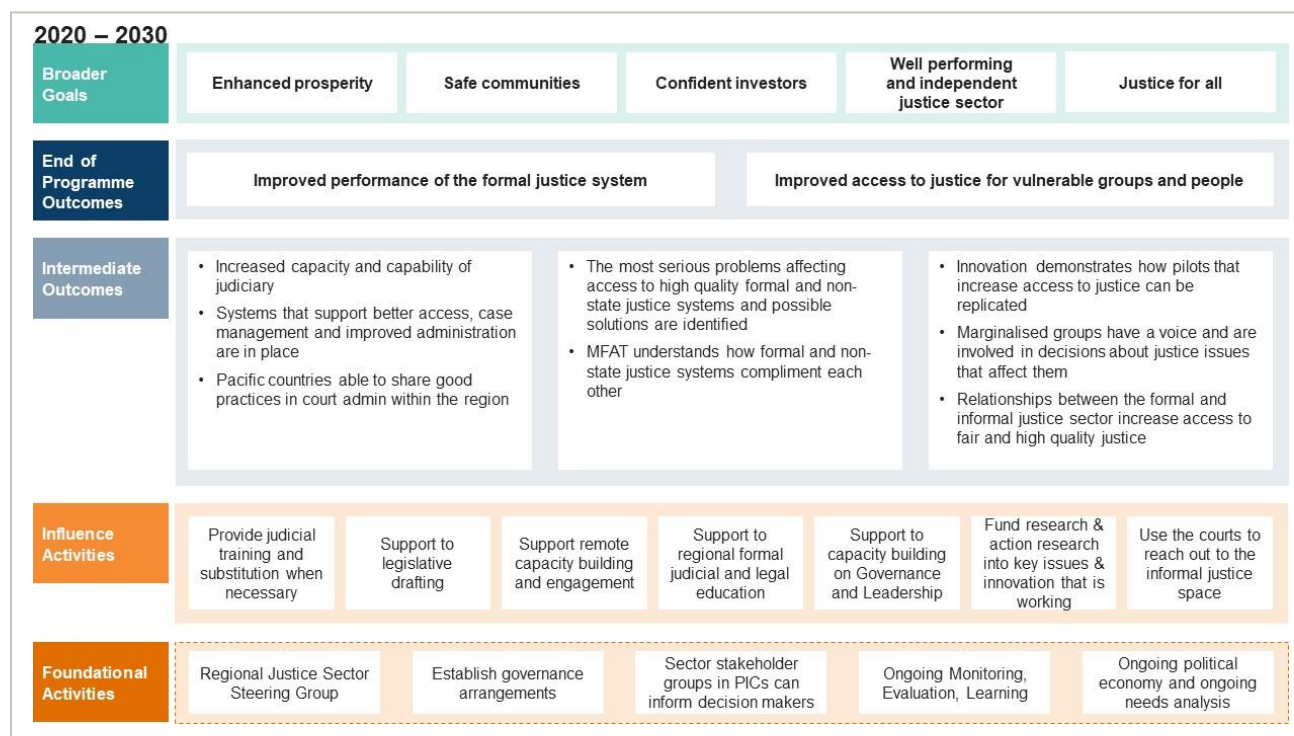 2020 – 2030
Broader
Goals
Enhanced prosperity
Safe communities
Confident investors
Well performing
and independent
justice sector
Justice for all
End of
Programme
Outcomes
Improved performance of the formal justice system
Improved access to justice for vulnerable groups and people
Intermediate
Outcomes
• Increased capacity and capability of
judiciary
• Systems that support better access, case
management and improved administration
are in place
• Pacific countries able to share good
practices in court admin within the region
• The most serious problems affecting
access to high quality formal and non-
state justice systems and possible
solutions are identified
• MFAT understands how formal and non-
state justice systems compliment each
other
• Innovation demonstrates how pilots that
increase access to justice can be
replicated
• Marginalised groups have a voice and are
involved in decisions about justice issues
that affect them
• Relationships between the formal and
informal justice sector increase access to
fair and high quality justice
Influence
Activities
Provide judicial
training and
substitution when
necessary
Support to
legislative
drafting
Support remote
capacity building
and engagement
Support to
regional formal
judicial and legal
education
Support to
capacity building
on Governance
and Leadership
Fund research &
action research
into key issues &
innovation that is
working
Use the courts to
reach out to the
informal justice
space
Foundational
Activities
Regional Justice Sector
Steering Group
Establish governance
arrangements
Sector stakeholder
groups in PICs can
inform decision makers
Ongoing Monitoring,
Evaluation, Learning
Ongoing political
economy and ongoing
needs analysis